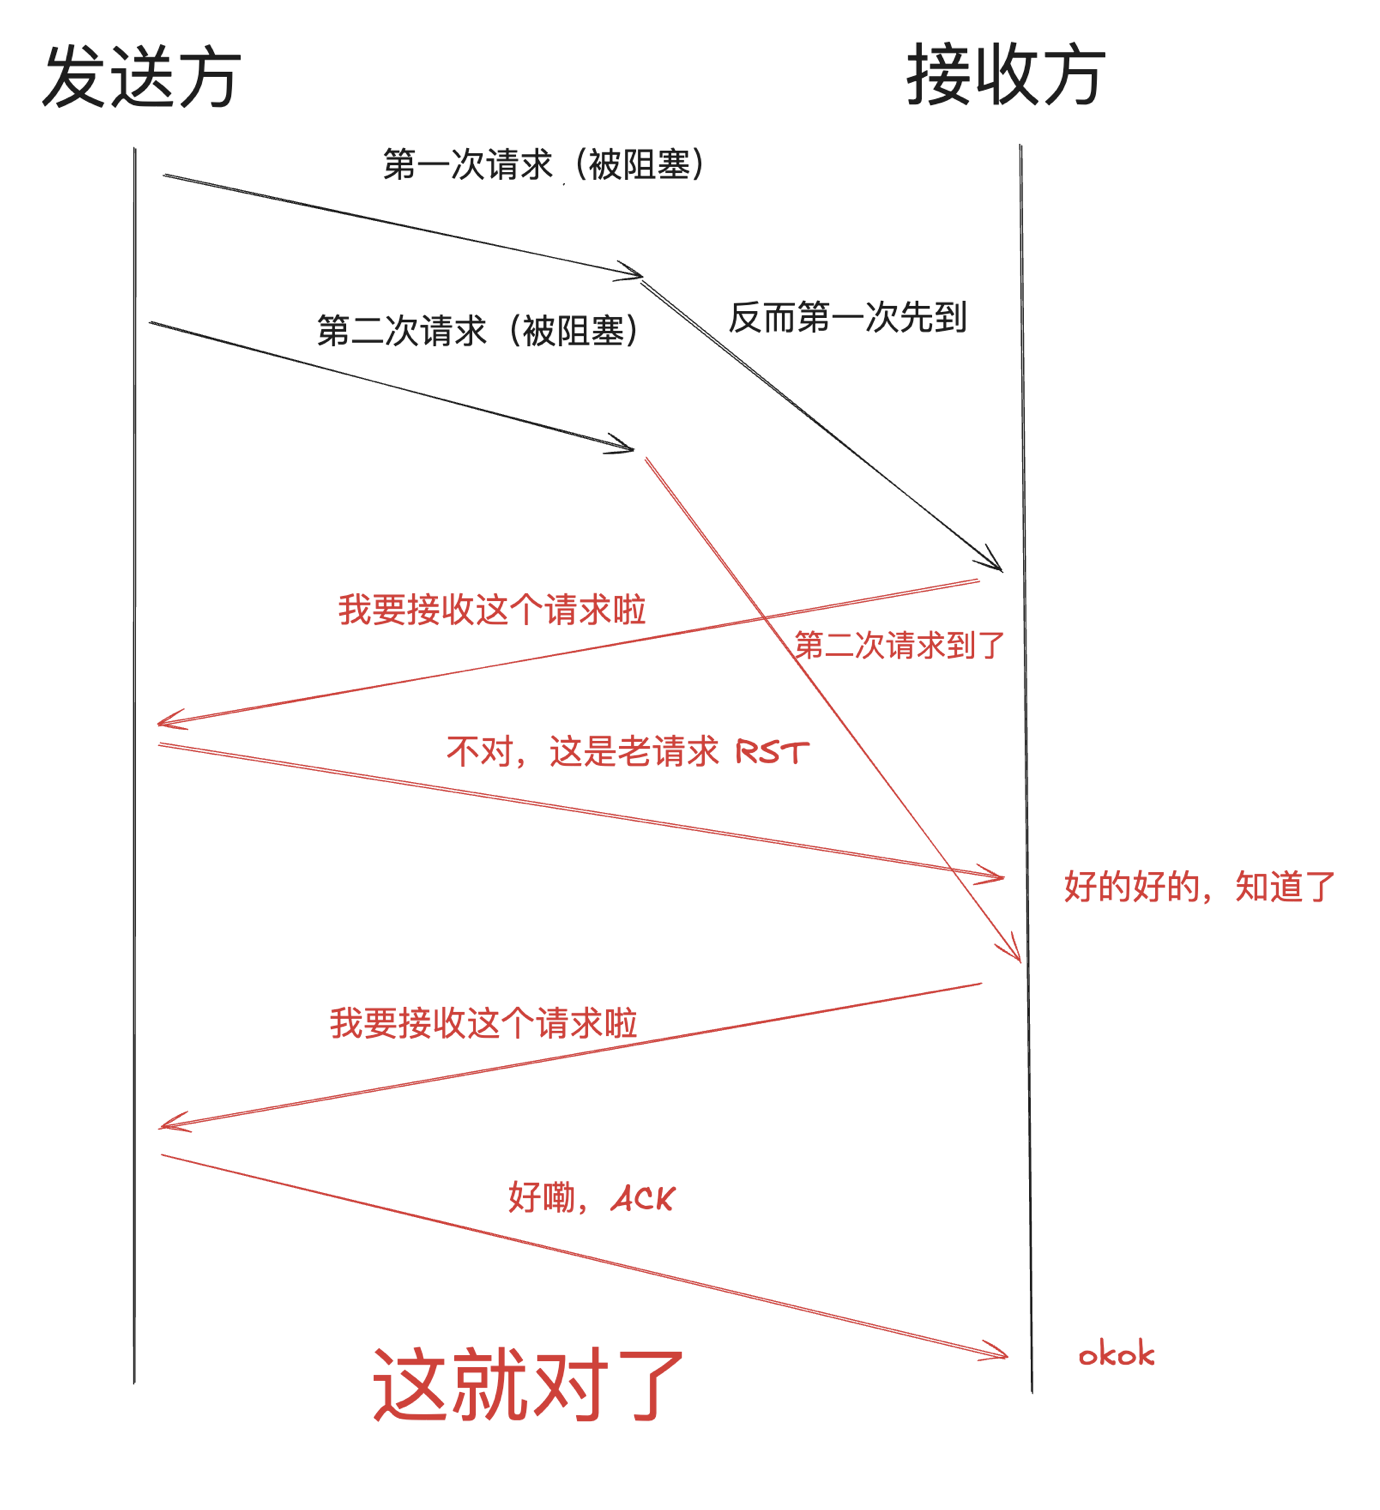 发送方
接收方
第一次请求（被阻塞）
反而第一次先到
第二次请求（被阻塞）
我要接收这个请求啦
第二次请求到了
不对，这是老请求 RST
好的好的，知道了
我要接收这个请求啦
好嘞，ACK
okok
这就对了